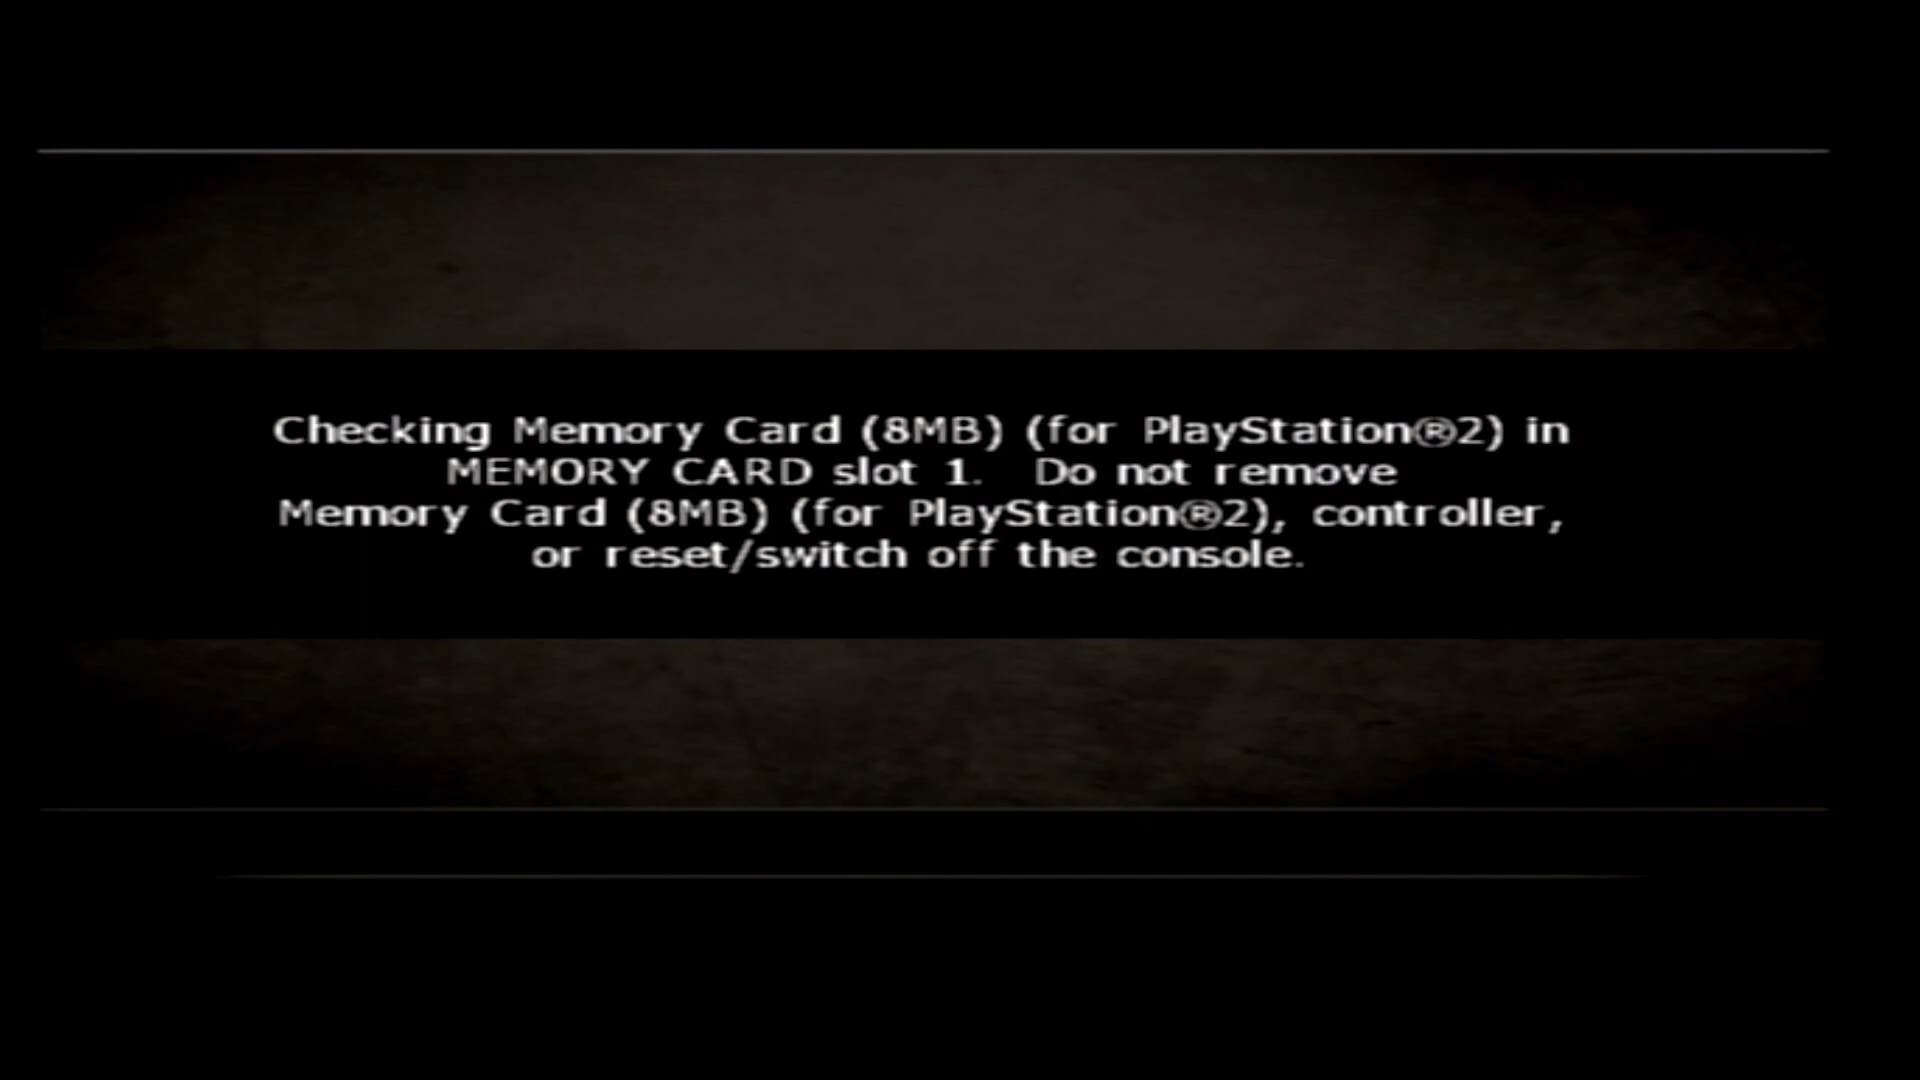 Checking Memory Card (8MB) (for PlayStation®2) in
MEMORY CARD slot 1.  Do not remove
Memory Card (8MB) (for PlayStation®2), controller,
or reset/switch off the console.